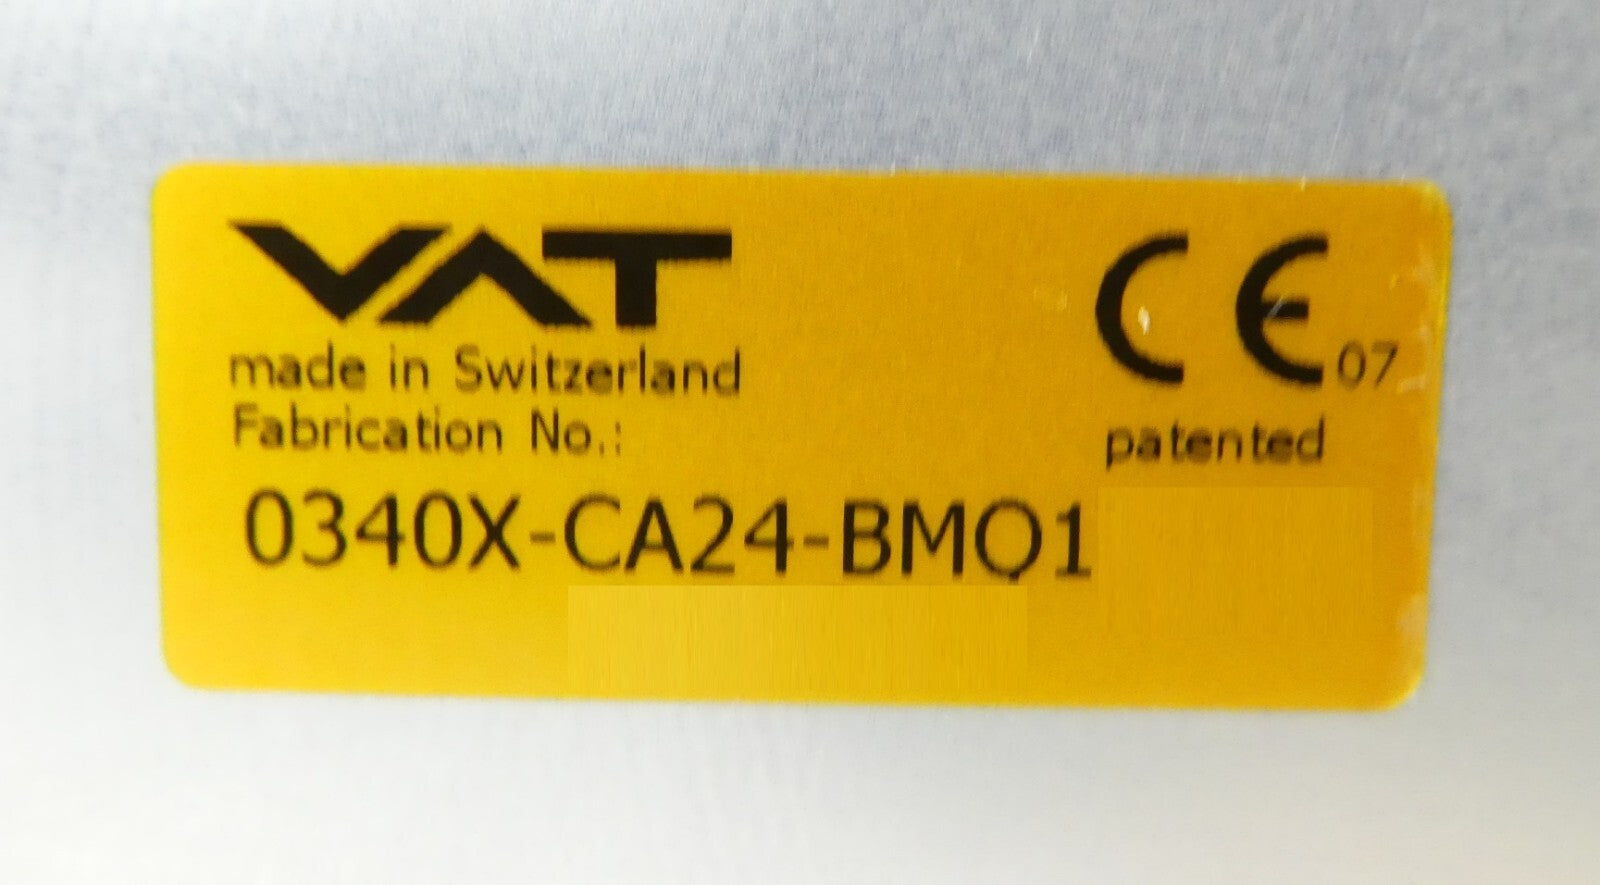 VAT
CE 07
made in Switzerland
Fabrication No.:
patented
0340X-CA24-BMQ1